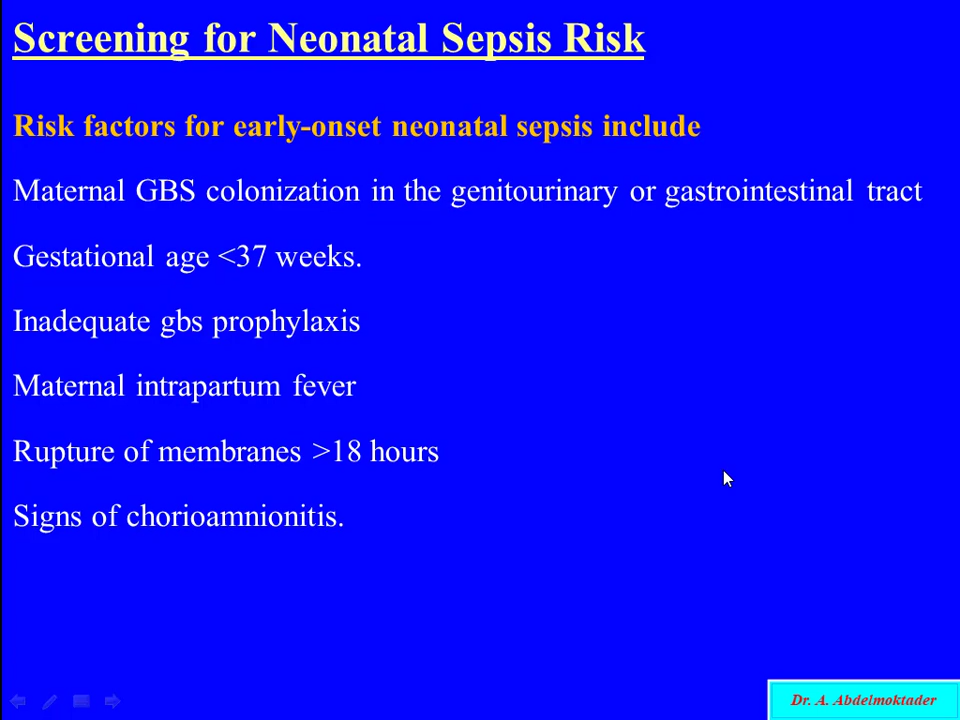 Screening for Neonatal Sepsis Risk
Risk factors for early-onset neonatal sepsis include
Maternal GBS colonization in the genitourinary or gastrointestinal tract
Gestational age <37 weeks.
Inadequate gbs prophylaxis
Maternal intrapartum fever
Rupture of membranes >18 hours
Signs of chorioamnionitis.
Dr. A. Abdelmoktader